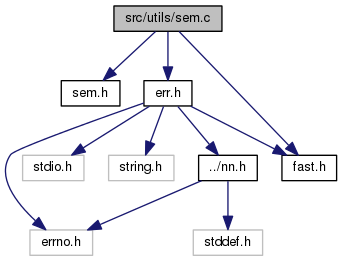 src/utils/sem.c
sem.h
err.h
stdio.h
string.h
../nn.h
fast.h
errno.h
stddef.h